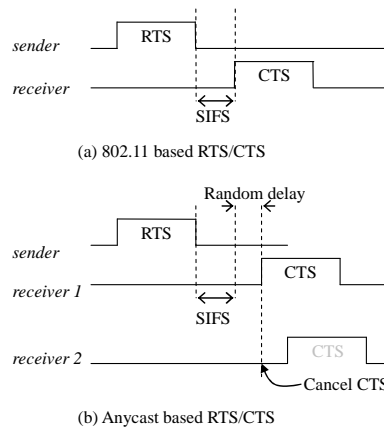 RTS
sender
CTS
receiver
SIFS
(a) 802.11 based RTS/CTS
Random delay
RTS
sender
CTS
receiver 1
SIFS
CTS
receiver 2
Cancel CTS
(b) Anycast based RTS/CTS